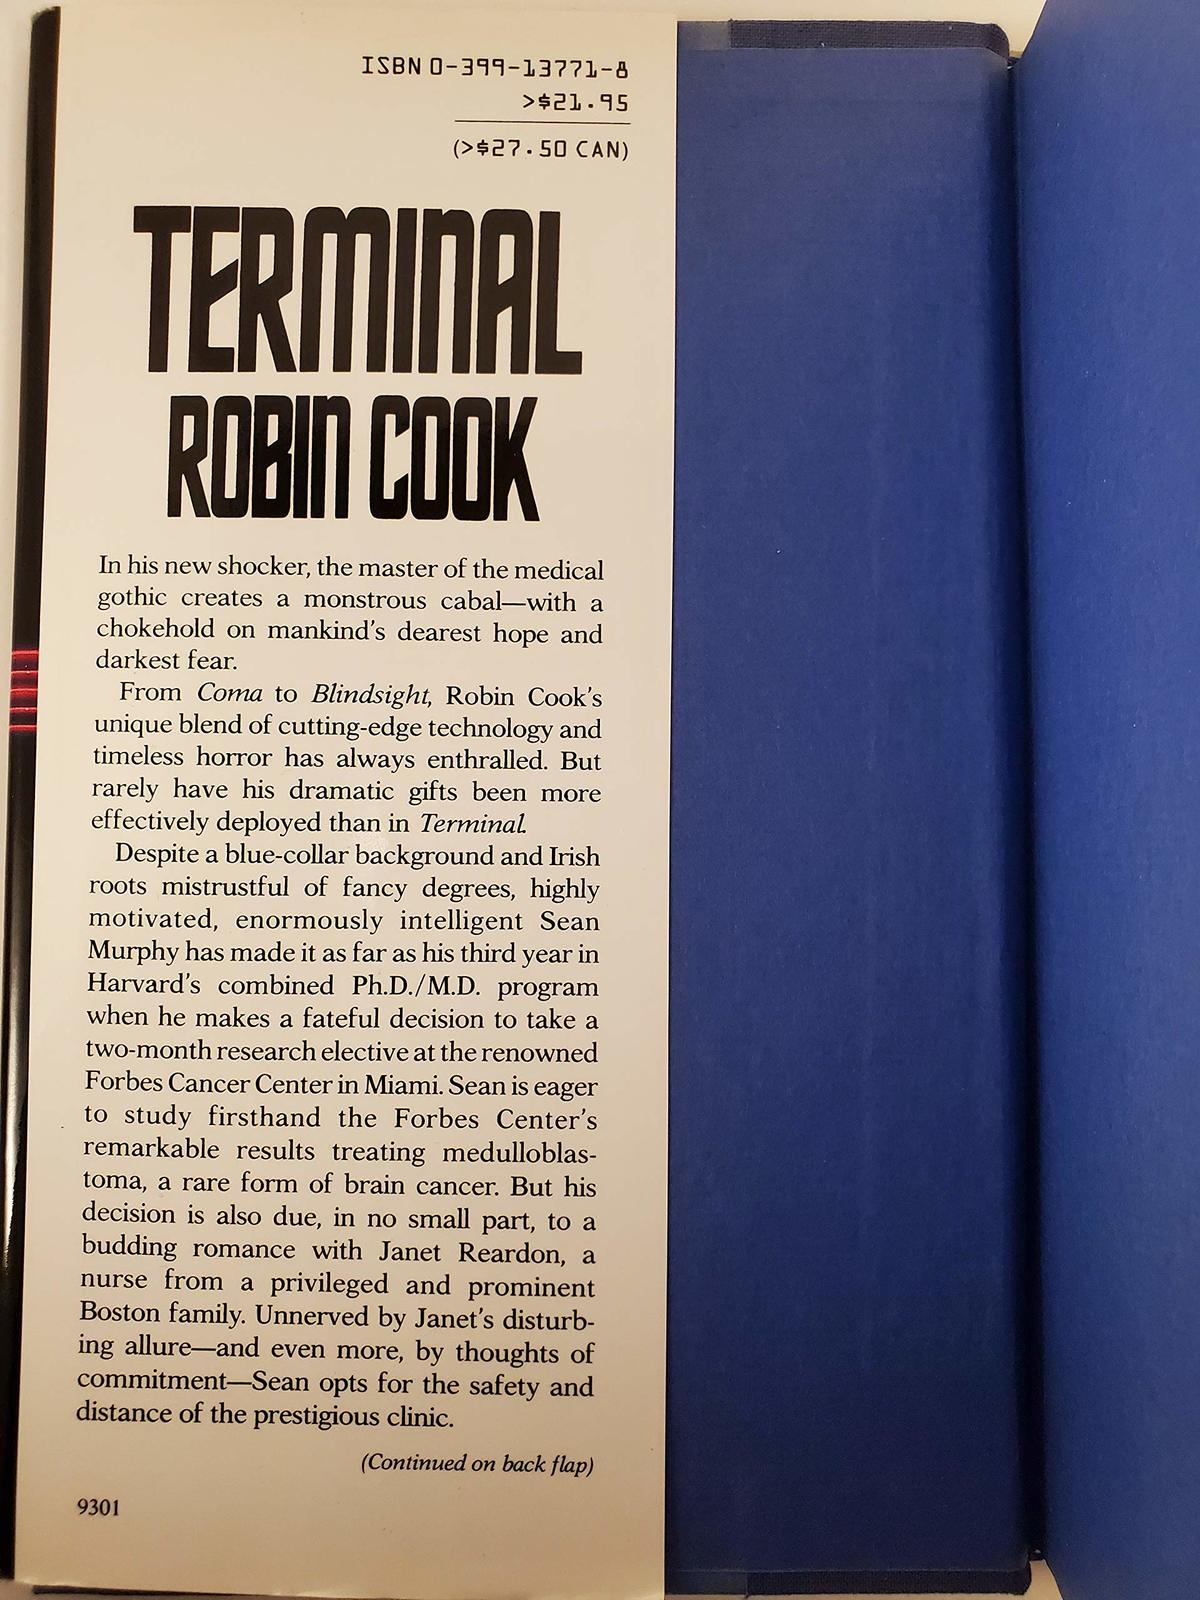 ISBN 0-399-13771-8
>$21.95
(>$27.50 CAN)
TERMINAL
ROBIN COOK
In his new shocker, the master of the medical
gothic creates a monstrous cabal—with a
chokehold on mankind's dearest hope and
darkest fear.
From Coma to Blindsight, Robin Cook's
unique blend of cutting-edge technology and
timeless horror has always enthralled. But
rarely have his dramatic gifts been more
effectively deployed than in Terminal.
Despite a blue-collar background and Irish
roots mistrustful of fancy degrees, highly
motivated, enormously intelligent Sean
Murphy has made it as far as his third year in
Harvard's combined Ph.D./M.D. program
when he makes a fateful decision to take a
two-month research elective at the renowned
Forbes Cancer Center in Miami. Sean is eager
to study firsthand the Forbes Center's
remarkable results treating medulloblas-
toma, a rare form of brain cancer. But his
decision is also due, in no small part, to a
budding romance with Janet Reardon, a
nurse from a privileged and prominent
Boston family. Unnerved by Janet's disturb-
ing allure—and even more, by thoughts of
commitment—Sean opts for the safety and
distance of the prestigious clinic.
(Continued on back flap)
9301